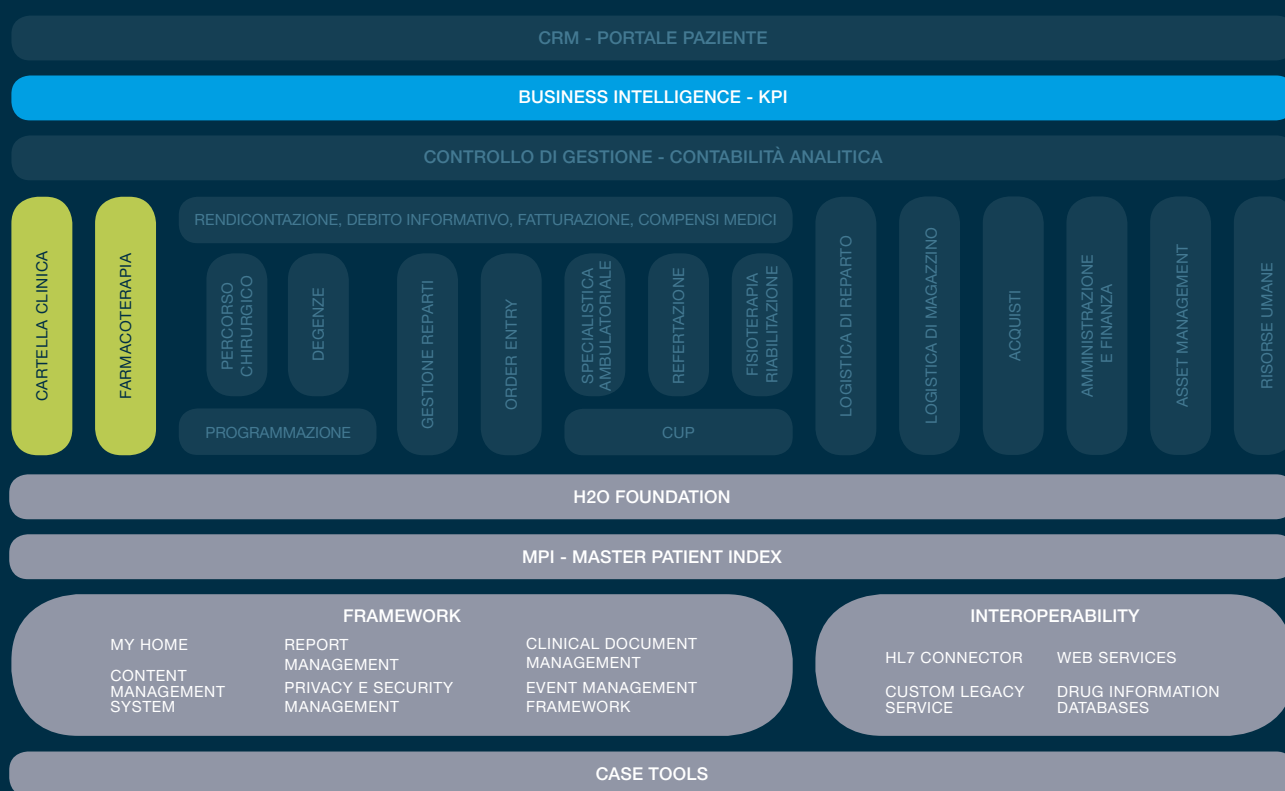 CRM - PORTALE PAZIENTE
BUSINESS INTELLIGENCE - KPI
CONTROLLO DI GESTIONE - CONTABILITÀ ANALITICA
CARTELLA CLINICA
FARMACOTERAPIA
RENDICONTAZIONE, DEBITO INFORMATIVO, FATTURAZIONE, COMPENSI MEDICI
PERCORSO
CHIRURGICO
DEGENZE
PROGRAMMAZIONE
GESTIONE REPARTI
ORDER ENTRY
SPECIALISTICA
AMBULATORIALE
REFERTAZIONE
FISIOTERAPIA
RIABILITAZIONE
CUP
LOGISTICA DI REPARTO
LOGISTICA DI MAGAZZINO
ACQUISTI
AMMINISTRAZIONE
E FINANZA
ASSET MANAGEMENT
RISORSE UMANE
H2O FOUNDATION
MPI - MASTER PATIENT INDEX
FRAMEWORK
MY HOME
CONTENT
MANAGEMENT
SYSTEM
REPORT
MANAGEMENT
PRIVACY E SECURITY
MANAGEMENT
CLINICAL DOCUMENT
MANAGEMENT
EVENT MANAGEMENT
FRAMEWORK
INTEROPERABILITY
HL7 CONNECTOR
WEB SERVICES
CUSTOM LEGACY
SERVICE
DRUG INFORMATION
DATABASES
CASE TOOLS